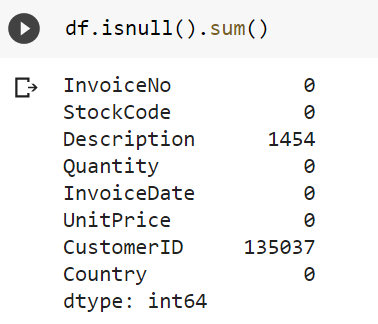 df.isnull().sum()
InvoiceNo 0
StockCode 0
Description 1454
Quantity 0
InvoiceDate 0
UnitPrice 0
CustomerID 135037
Country 0
dtype: int64